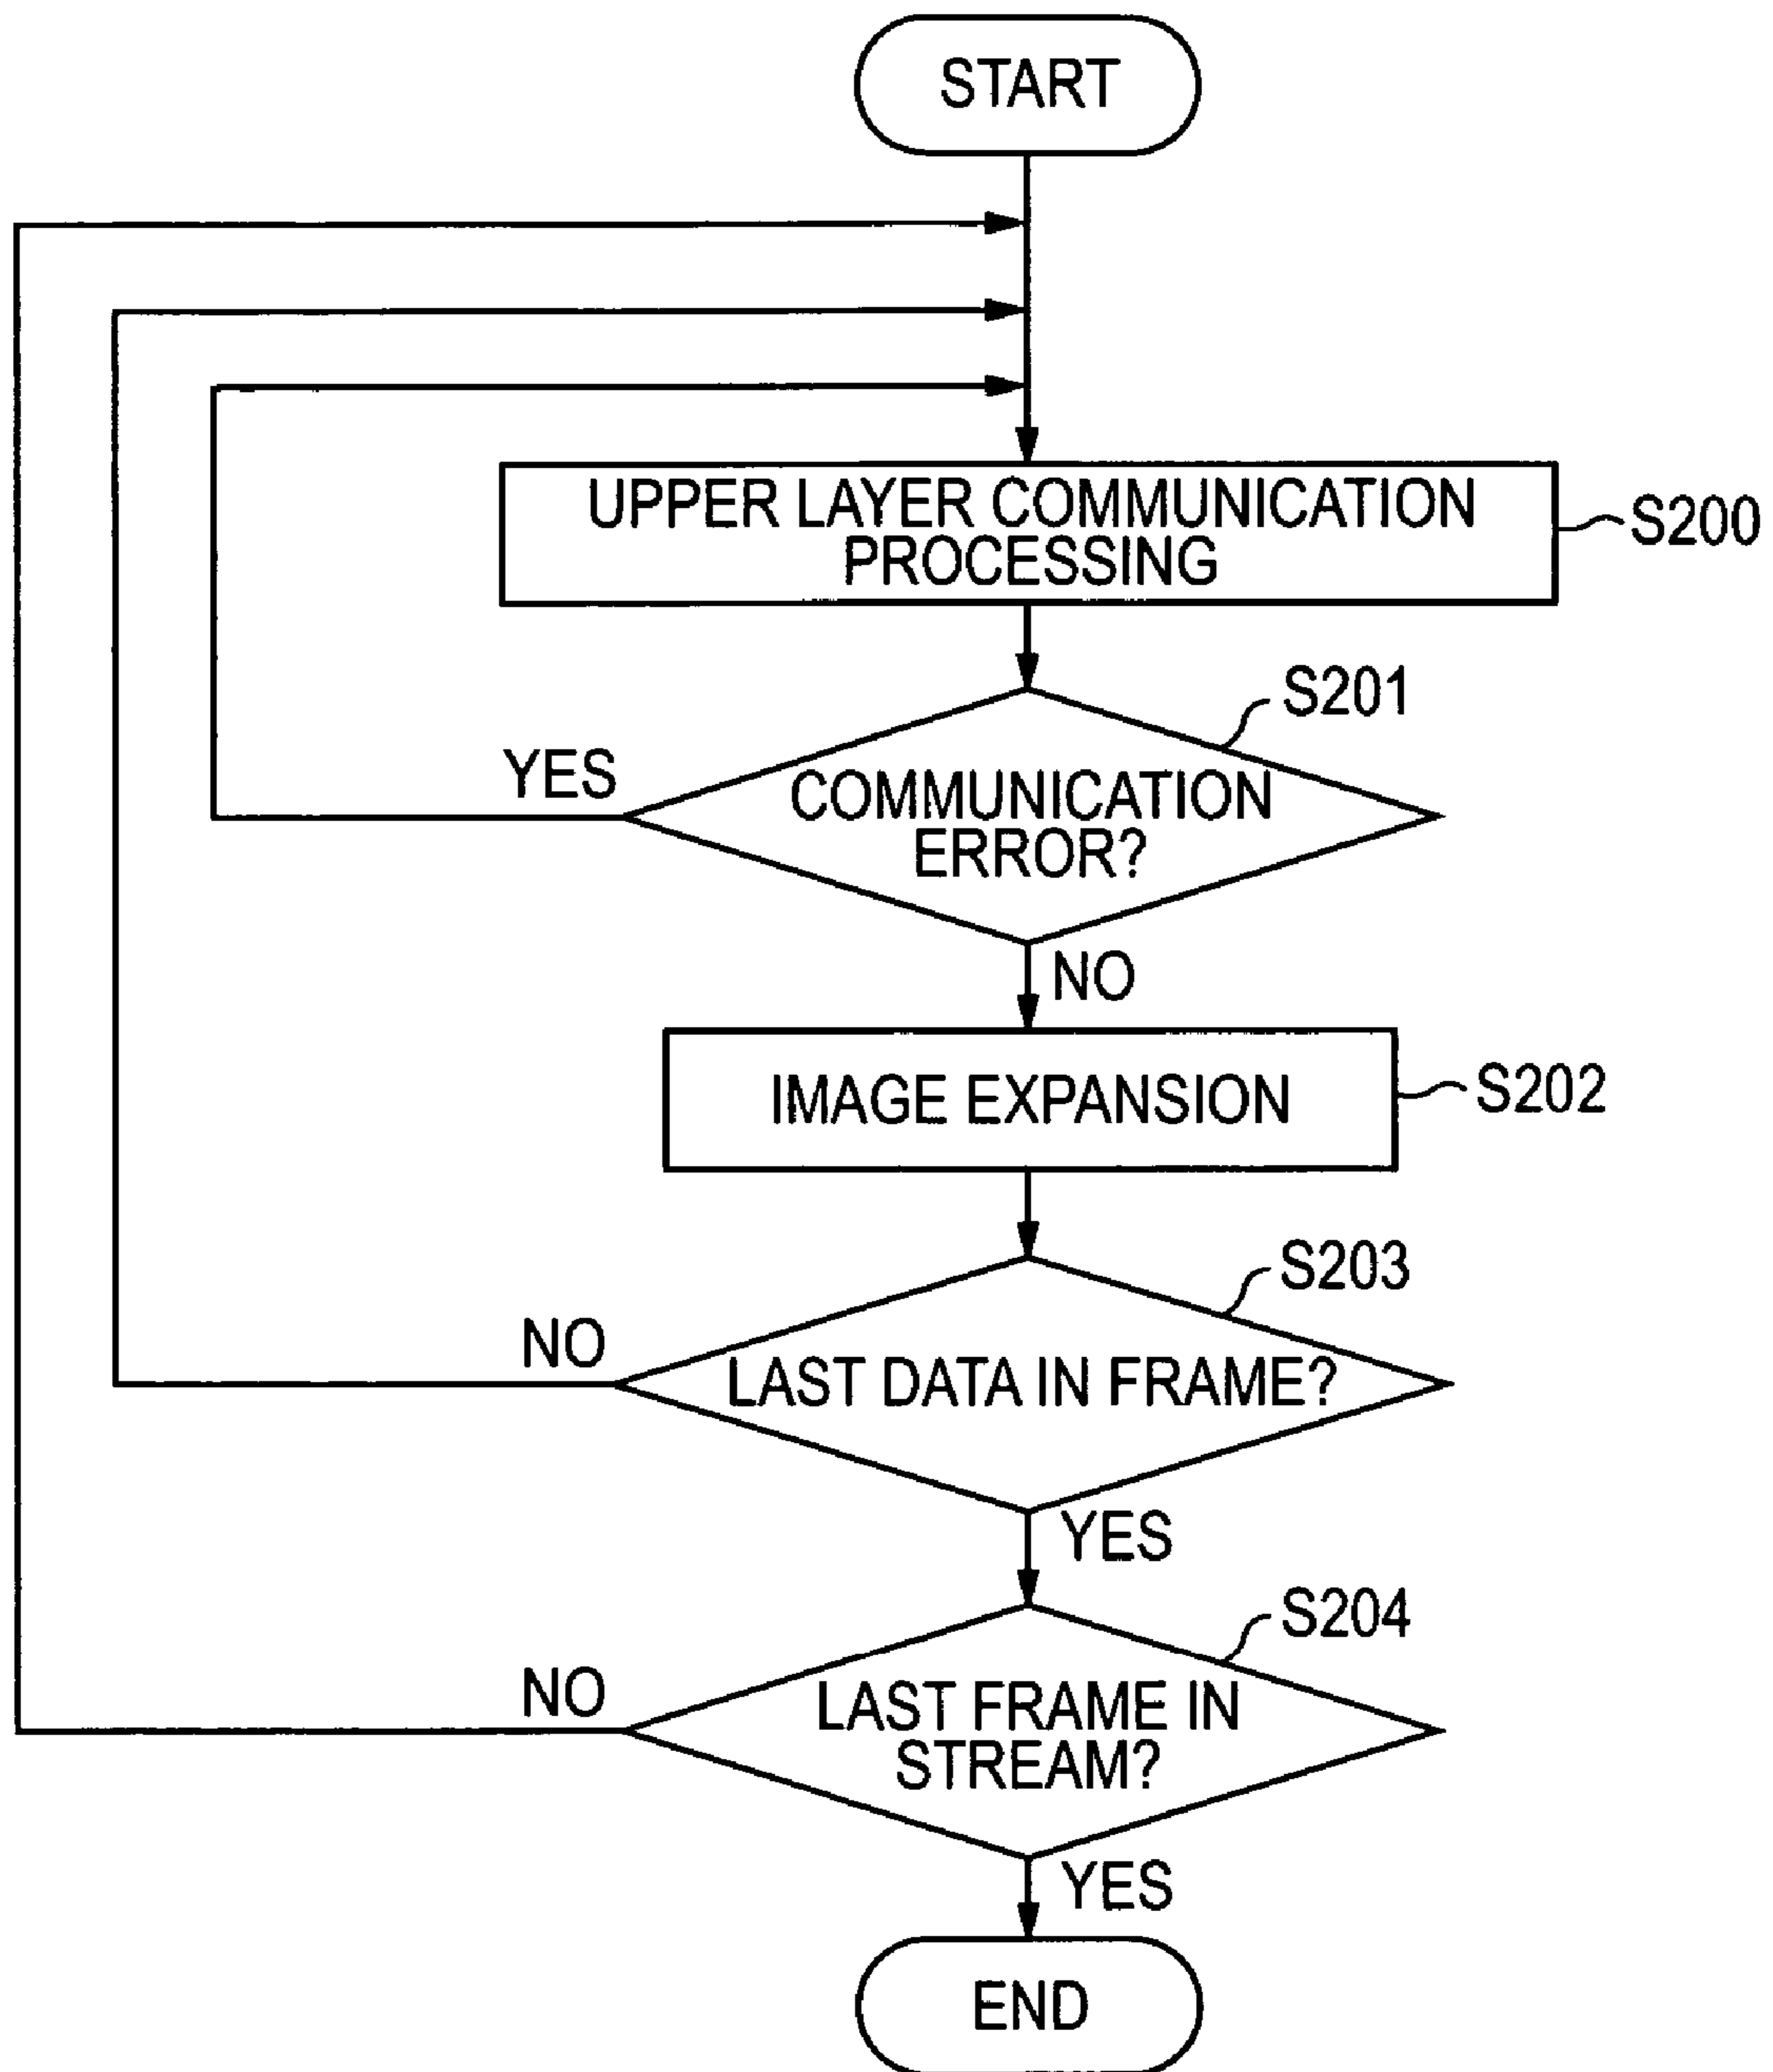 START
UPPER LAYER COMMUNICATION
PROCESSING
S200
S201
YES
COMMUNICATION
ERROR?
NO
IMAGE EXPANSION
S202
S203
NO
LAST DATA IN FRAME?
YES
S204
NO
LAST FRAME IN
STREAM?
YES
END